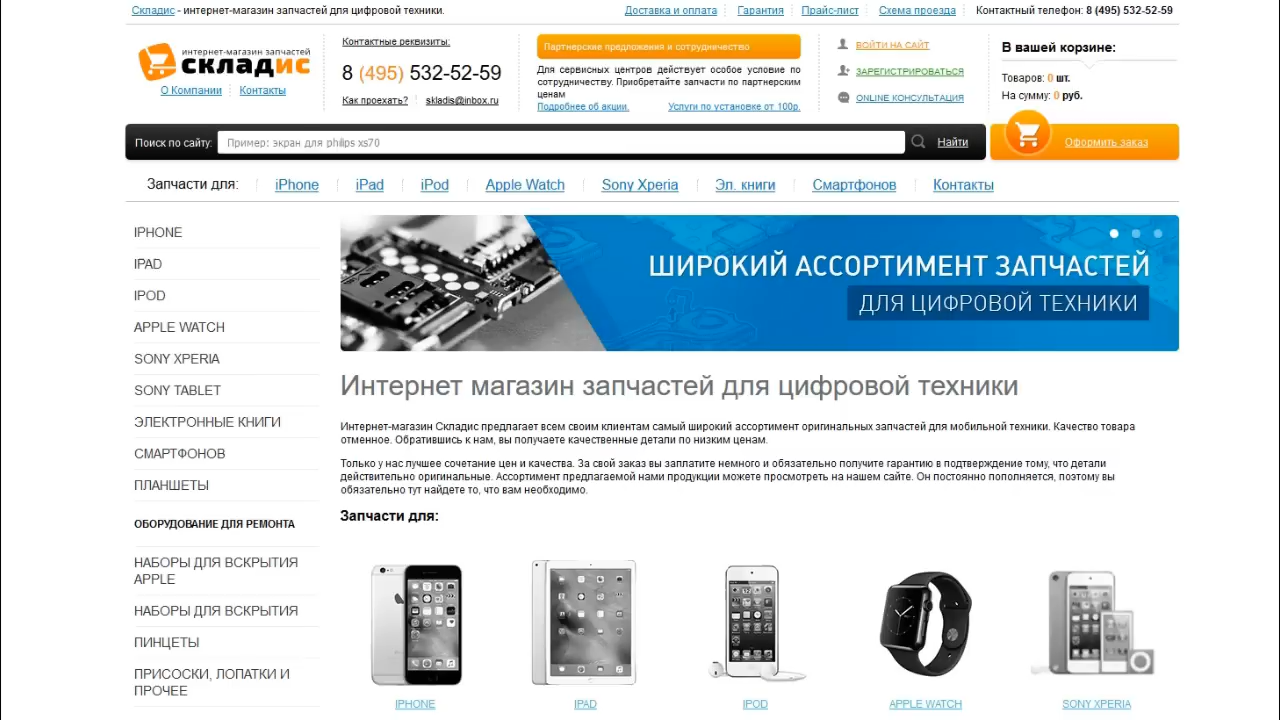 Складис - интернет-магазин запчастей для цифровой техники.
Доставка и оплата
Гарантия
Прайс-лист
Схема проезда
Контактный телефон: 8 (495) 532-52-59
интернет-магазин запчастей
складис
О Компании
Контакты
Контактные реквизиты:
8 (495) 532-52-59
Как проехать?
skladis@inbox.ru
Партнерские предложения и сотрудничество
Для сервисных центров действует особое условие по
сотрудничеству. Приобретайте запчасти по партнерским
ценам
Подробнее об акции.
Услуги по установке от 100р.
ВОЙТИ НА САЙТ
ЗАРЕГИСТРИРОВАТЬСЯ
ONLINE КОНСУЛЬТАЦИЯ
В вашей корзине:
Товаров: 0 шт.
На сумму: 0 руб.
Поиск по сайту:
Пример: экран для philips xs70
Найти
Оформить заказ
Запчасти для:
iPhone
iPad
iPod
Apple Watch
Sony Xperia
Эл. книги
Смартфонов
Контакты
IPHONE
IPAD
IPOD
APPLE WATCH
SONY XPERIA
SONY TABLET
ЭЛЕКТРОННЫЕ КНИГИ
СМАРТФОНОВ
ПЛАНШЕТЫ
ОБОРУДОВАНИЕ ДЛЯ РЕМОНТА
НАБОРЫ ДЛЯ ВСКРЫТИЯ
APPLE
НАБОРЫ ДЛЯ ВСКРЫТИЯ
ПИНЦЕТЫ
ПРИСОСКИ, ЛОПАТКИ И
ПРОЧЕЕ
ШИРОКИЙ АССОРТИМЕНТ ЗАПЧАСТЕЙ
ДЛЯ ЦИФРОВОЙ ТЕХНИКИ
Интернет магазин запчастей для цифровой техники
Интернет-магазин Складис предлагает всем своим клиентам самый широкий ассортимент оригинальных запчастей для мобильной техники. Качество товара
отменное. Обратившись к нам, вы получаете качественные детали по низким ценам.
Только у нас лучшее сочетание цен и качества. За свой заказ вы заплатите немного и обязательно получите гарантию в подтверждение тому, что детали
действительно оригинальные. Ассортимент предлагаемой нами продукции можете просмотреть на нашем сайте. Он постоянно пополняется, поэтому вы
обязательно тут найдете то, что вам необходимо.
Запчасти для:
IPHONE
IPAD
IPOD
APPLE WATCH
SONY XPERIA